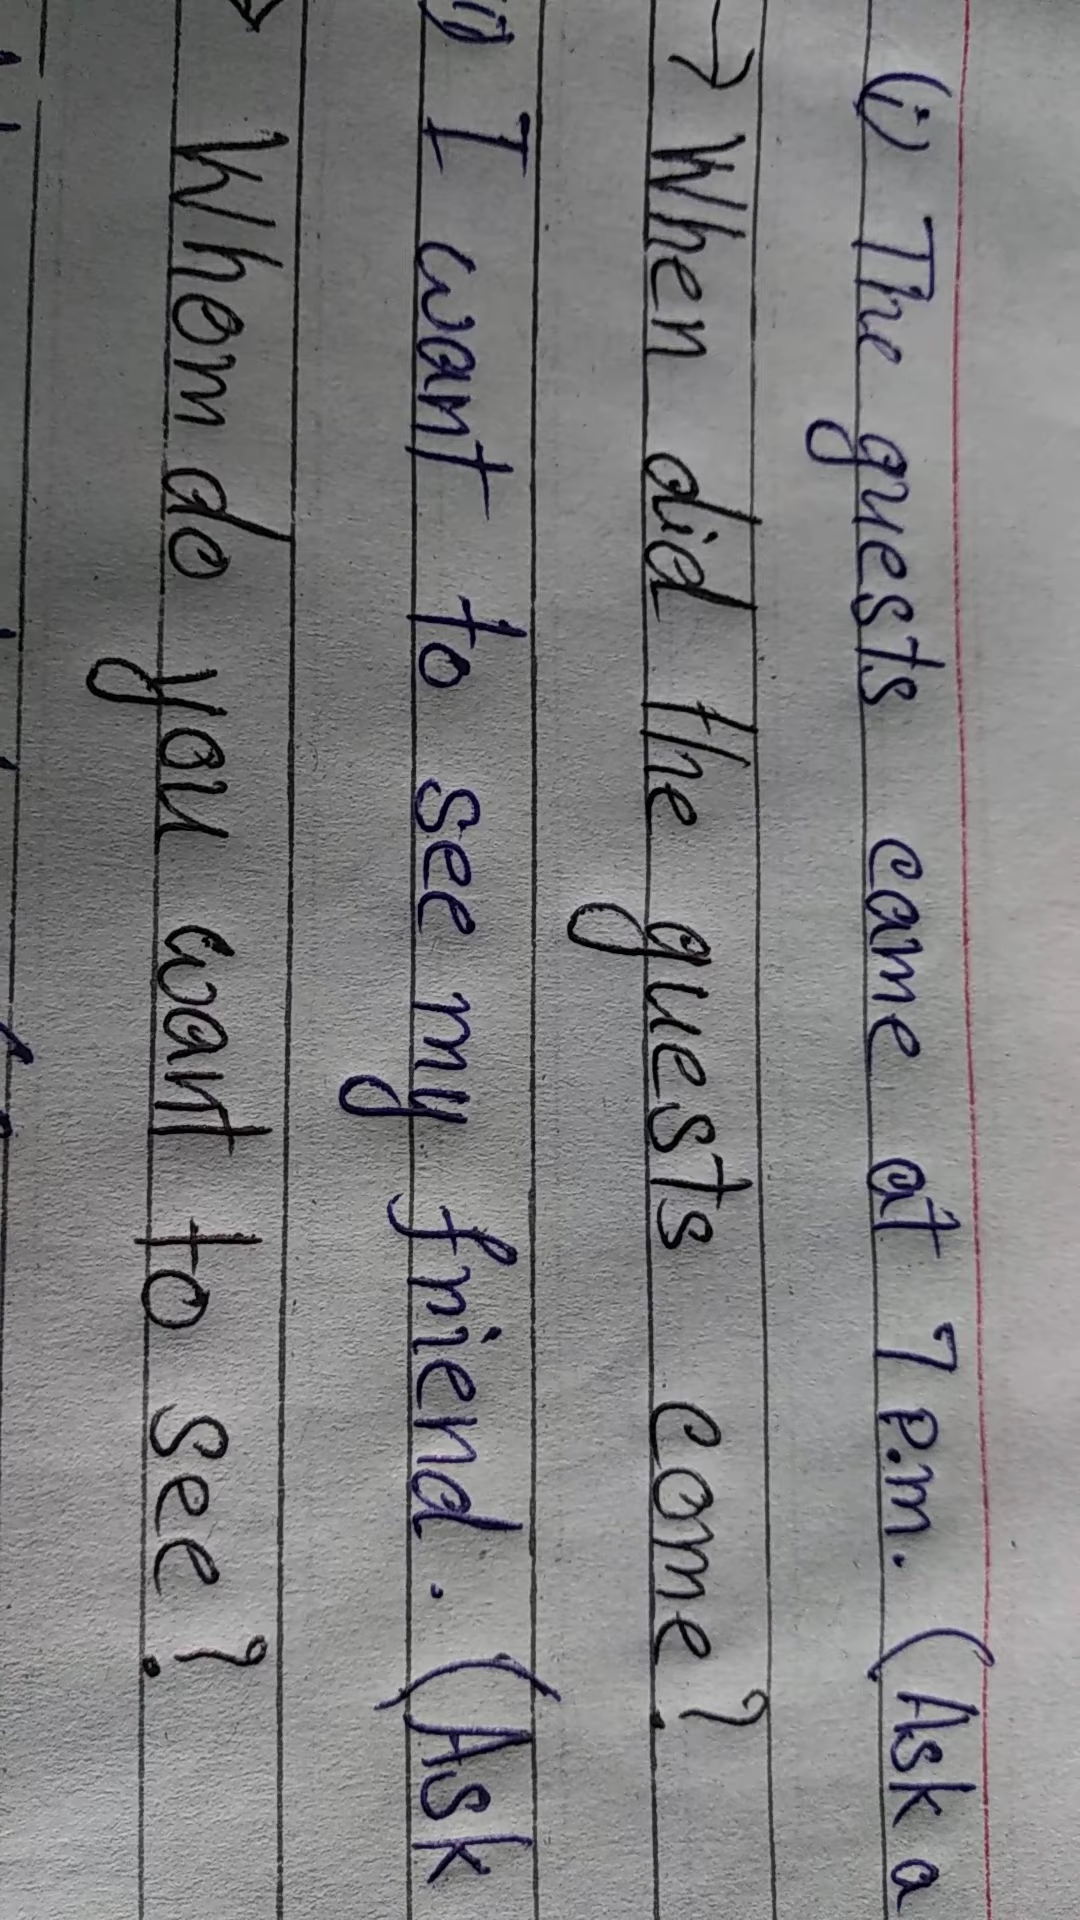 (i) The guests came at 7 P.m. (Ask a
→ When did the guests come?
ii) I want to see my friend. (Ask
→ Whom do you want to see?